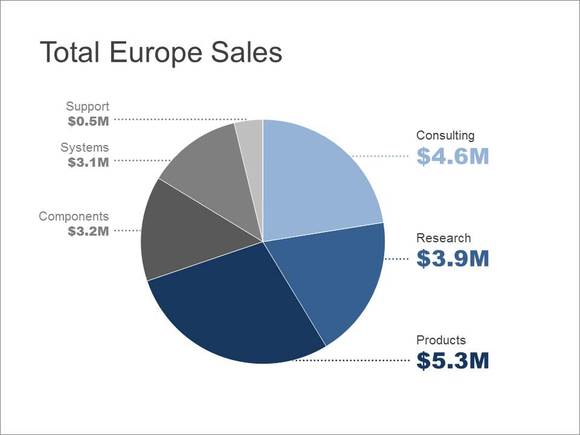 Total Europe Sales
Support
$0.5M
Systems
$3.1M
Components
$3.2M
Consulting
$4.6M
Research
$3.9M
Products
$5.3M